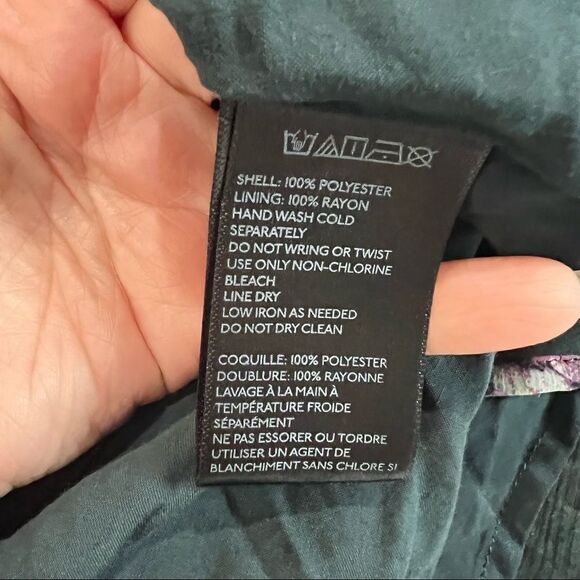 SHELL: 100% POLYESTER
LINING: 100% RAYON
HAND WASH COLD
SEPARATELY
DO NOT WRING OR TWIST
USE ONLY NON-CHLORINE
BLEACH
LINE DRY
LOW IRON AS NEEDED
DO NOT DRY CLEAN
COQUILLE: 100% POLYESTER
DOUBLURE: 100% RAYONNE
LAVAGE À LA MAIN À
TEMPÉRATURE FROIDE
SÉPARÉMENT
NE PAS ESSORER OU TORDRE
UTILISER UN AGENT DE
BLANCHIMENT SANS CHLORE SI